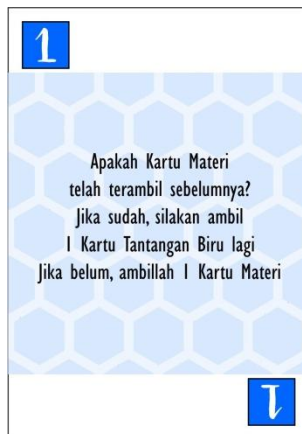 1
Apakah Kartu Materi
telah terambil sebelumnya?
Jika sudah, silakan ambil
1 Kartu Tantangan Biru lagi
Jika belum, ambillah 1 Kartu Materi
1